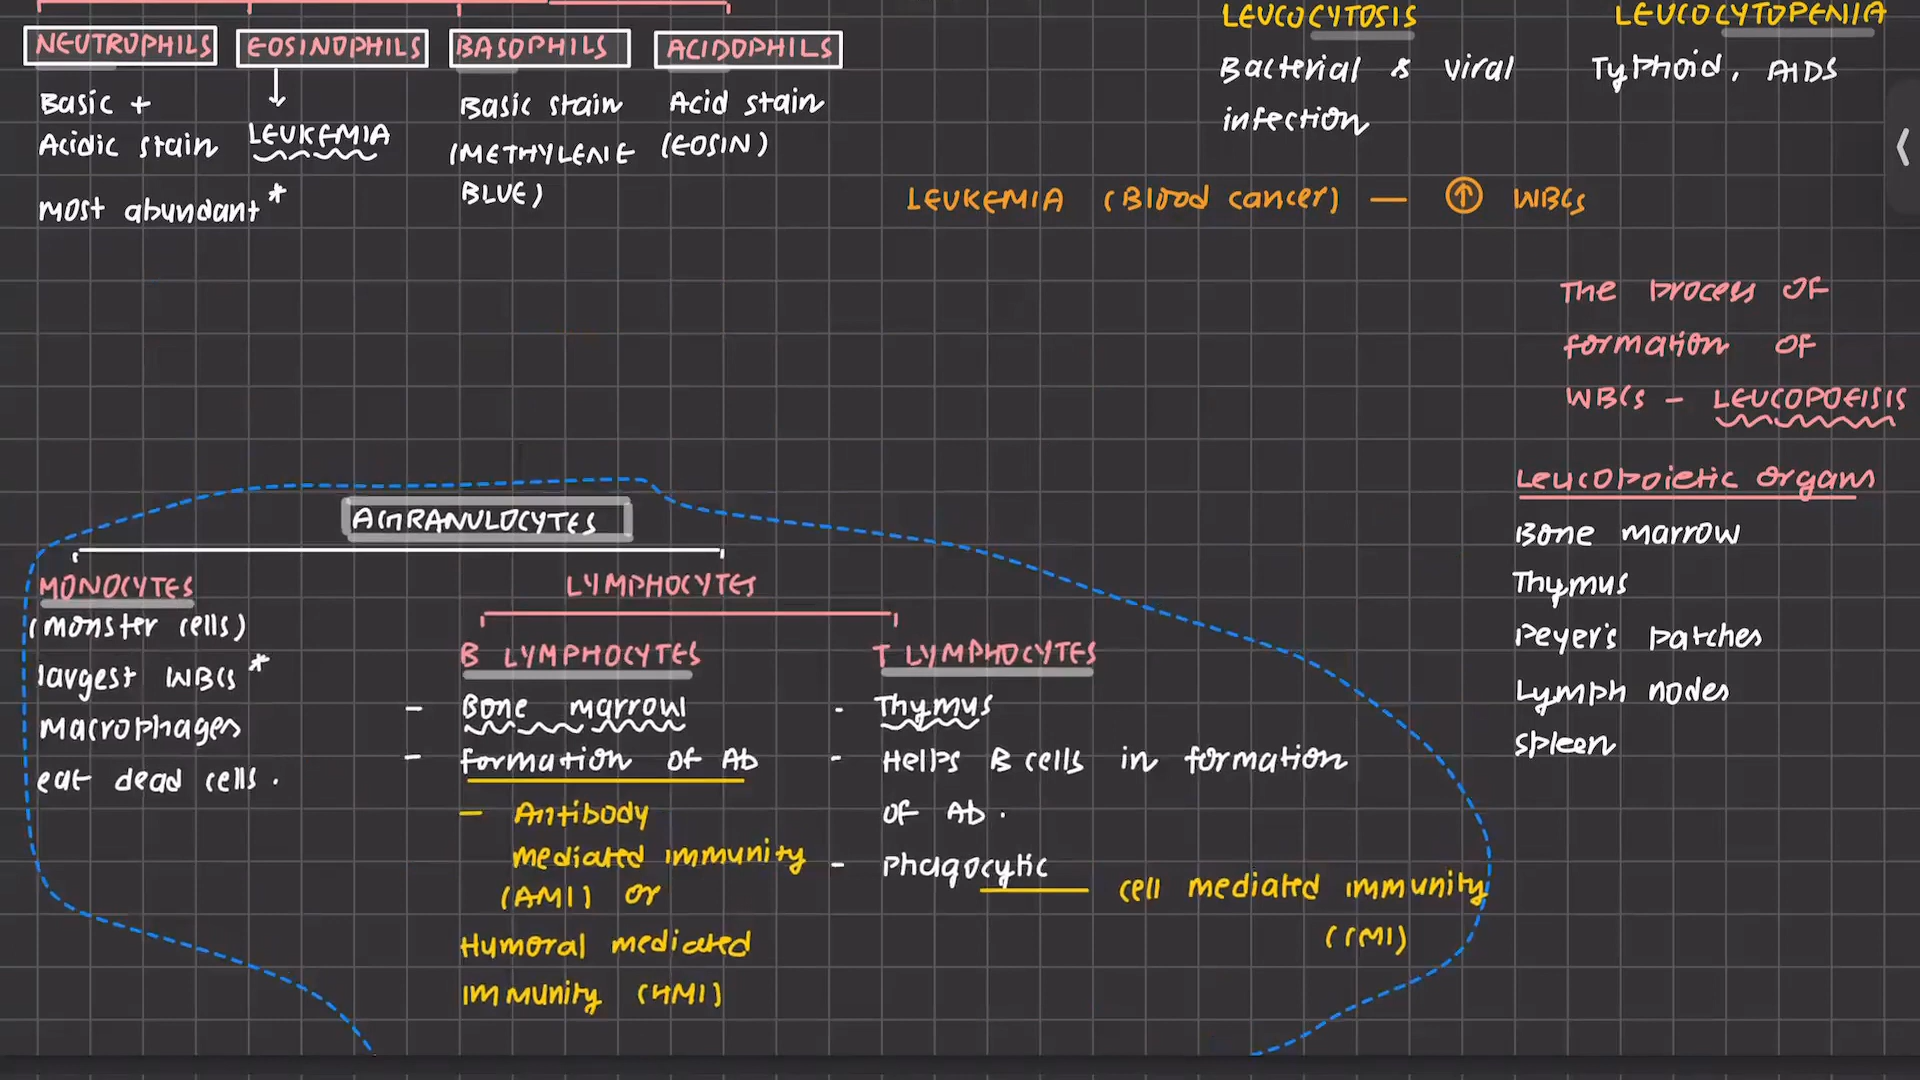 NEUTROPHILS
Basic +
Acidic stain
most abundant *
EOSINOPHILS
LEUKEMIA
BASOPHILS
Basic stain
(METHYLENE
BLUE)
ACIDOPHILS
Acid stain
(EOSIN)
LEUCOCYTOSIS
Bacterial & viral
infection
LEUCOCYTOPENIA
Typhoid, AIDS
LEUKEMIA (Blood cancer) — ↑ WBCs
The process of
formation of
WBCs - LEUCOPOEISIS
Leucopoietic organs
Bone marrow
Thymus
Peyer's patches
Lymph nodes
spleen
AGRANULOCYTES
MONOCYTES
(monster cells)
largest WBCs *
Macrophages
eat dead cells.
LYMPHOCYTES
B LYMPHOCYTES
- Bone marrow
- formation of Ab
- Antibody
mediated immunity
(AMI) or
Humoral mediated
immunity (HMI)
T LYMPHOCYTES
- Thymus
- Helps B cells in formation
of Ab.
- Phagocytic
cell mediated immunity
(CMI)